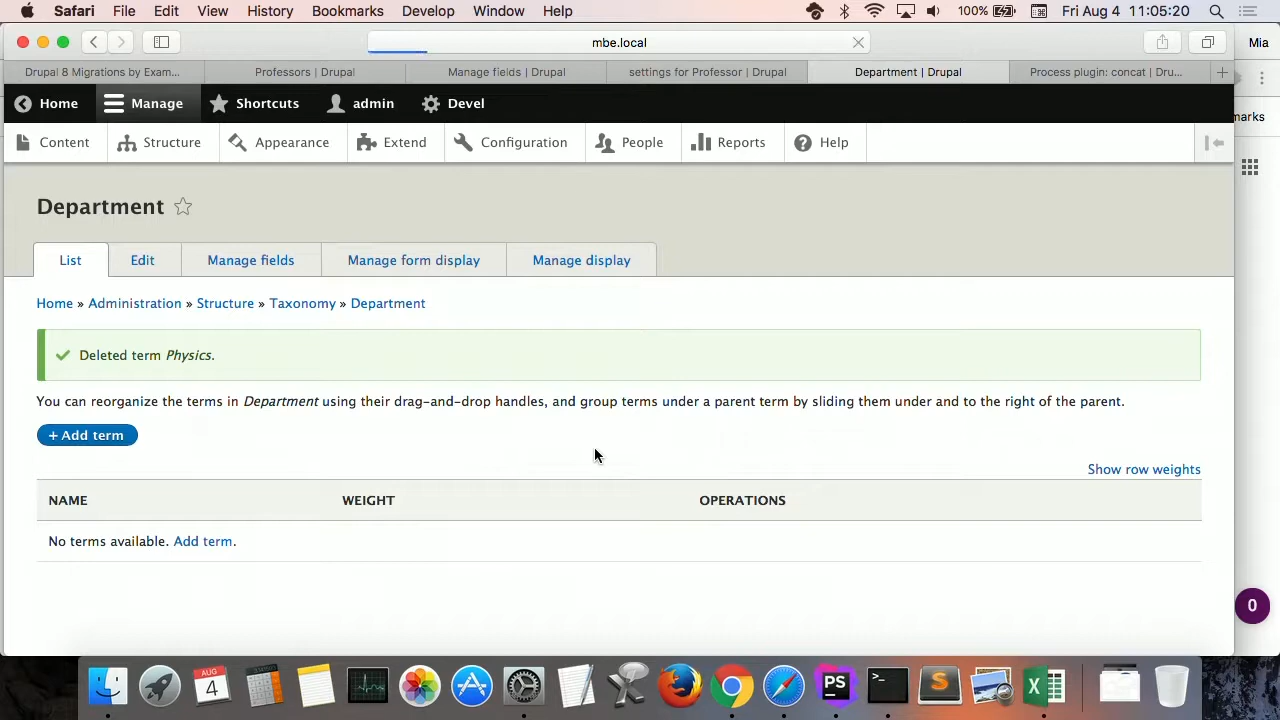 Safari File Edit View History Bookmarks Develop Window Help 100% Fri Aug 4 11:05:20
mbe.local
Mia
Drupal 8 Migrations by Exam... Professors | Drupal Manage fields | Drupal settings for Professor | Drupal Department | Drupal Process plugin: concat | Dru... +
Home Manage Shortcuts admin Devel
marks
Content Structure Appearance Extend Configuration People Reports Help
Department
List Edit Manage fields Manage form display Manage display
Home » Administration » Structure » Taxonomy » Department
Deleted term Physics.
You can reorganize the terms in Department using their drag-and-drop handles, and group terms under a parent term by sliding them under and to the right of the parent.
+ Add term
Show row weights
NAME WEIGHT OPERATIONS
No terms available. Add term.
0
AUG
4
PS
>_
S
X